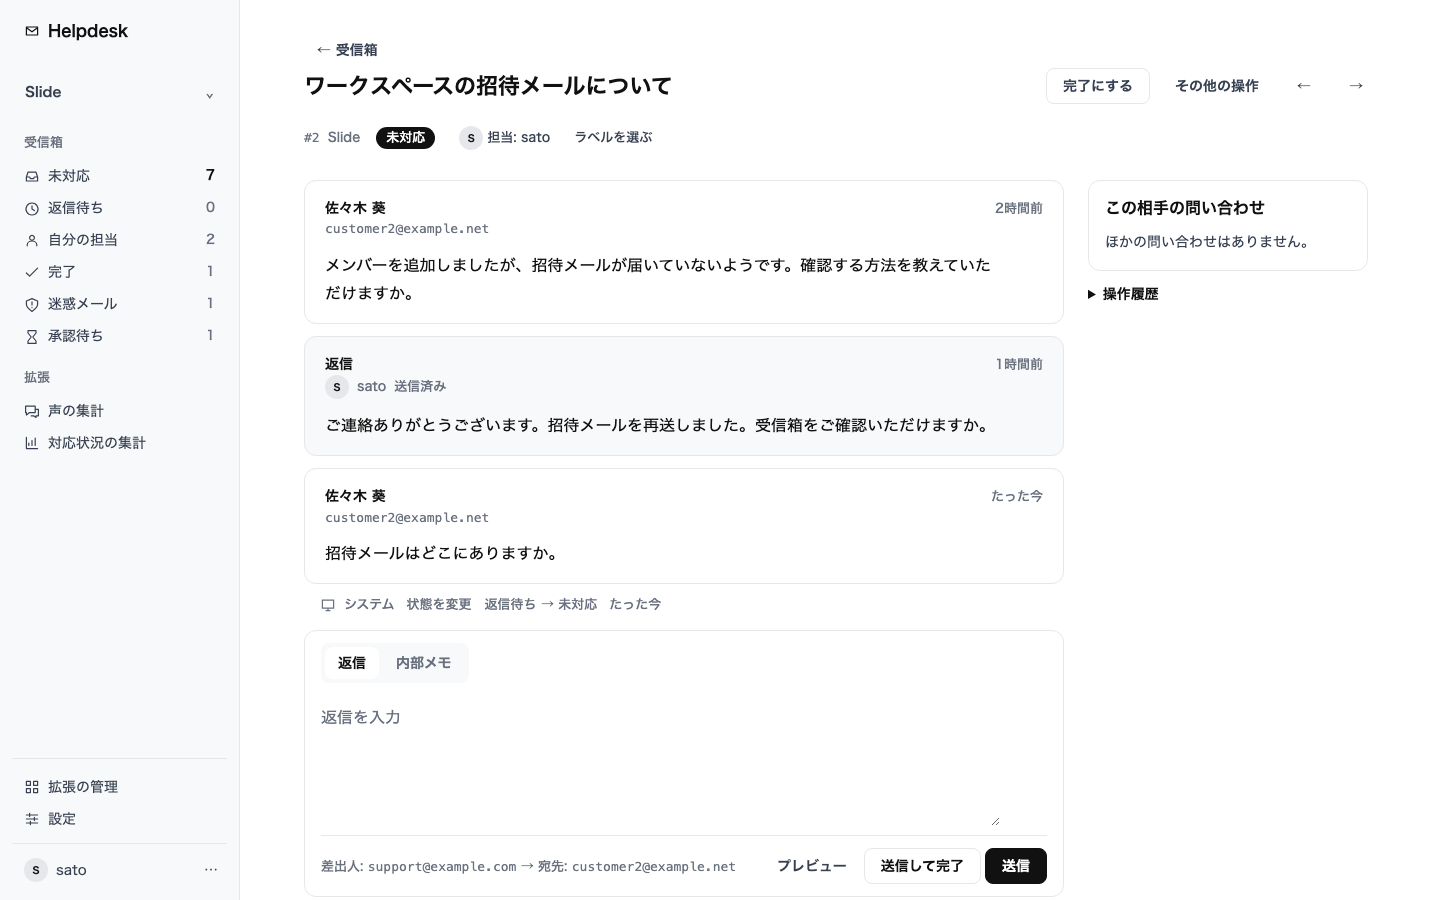 Helpdesk
Slide
受信箱
未対応 7
返信待ち 0
自分の担当 2
完了 1
迷惑メール 1
承認待ち 1
拡張
声の集計
対応状況の集計
拡張の管理
設定
S sato ...
← 受信箱
ワークスペースの招待メールについて
完了にする その他の操作 ← →
#2 Slide 未対応 S 担当: sato ラベルを選ぶ
佐々木 葵 2時間前
customer2@example.net
メンバーを追加しましたが、招待メールが届いていないようです。確認する方法を教えていた
だけますか。
返信 1時間前
S sato 送信済み
ご連絡ありがとうございます。招待メールを再送しました。受信箱をご確認いただけますか。
佐々木 葵 たった今
customer2@example.net
招待メールはどこにありますか。
システム 状態を変更 返信待ち → 未対応 たった今
返信 内部メモ
返信を入力
差出人: support@example.com → 宛先: customer2@example.net プレビュー 送信して完了 送信
この相手の問い合わせ
ほかの問い合わせはありません。
▶ 操作履歴